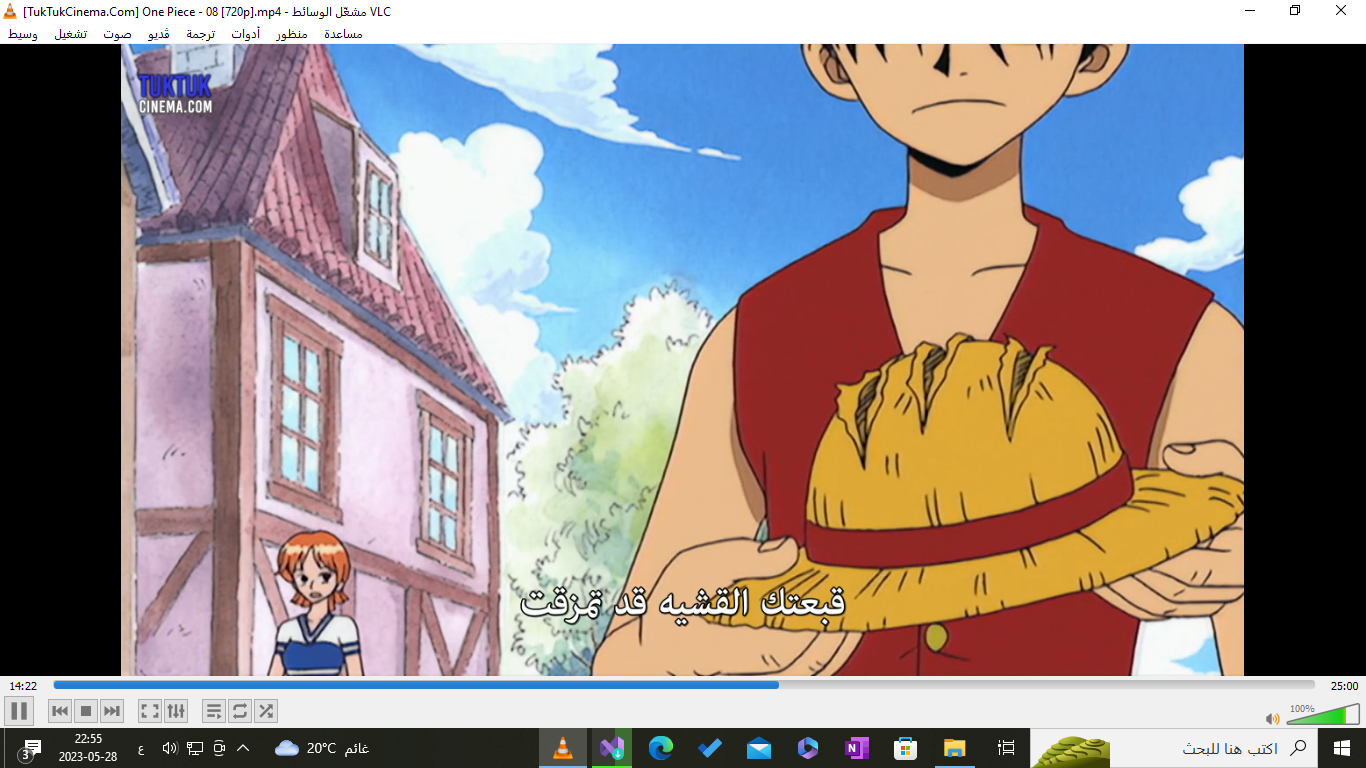 [TukTukCinema.Com] One Piece - 08 [720p].mp4 - مشغّل الوسائط VLC
وسيط تشغيل صوت ڤديو ترجمة أدوات منظور مساعدة
TUKTUK
CINEMA.COM
قبعتك القشيه قد تمزقت
14:22
25:00
100%
3
22:55
2023-05-28
ع
20°C غائم
N
اكتب هنا للبحث